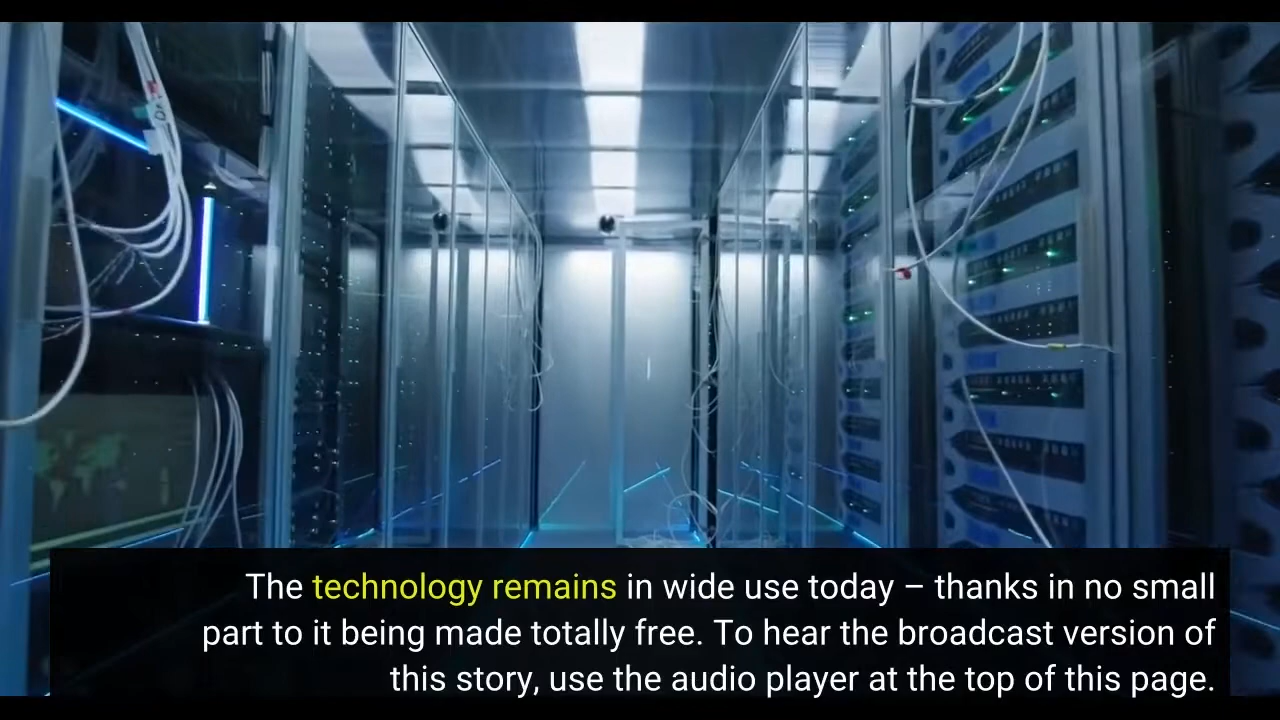 The technology remains in wide use today – thanks in no small
part to it being made totally free. To hear the broadcast version of
this story, use the audio player at the top of this page.